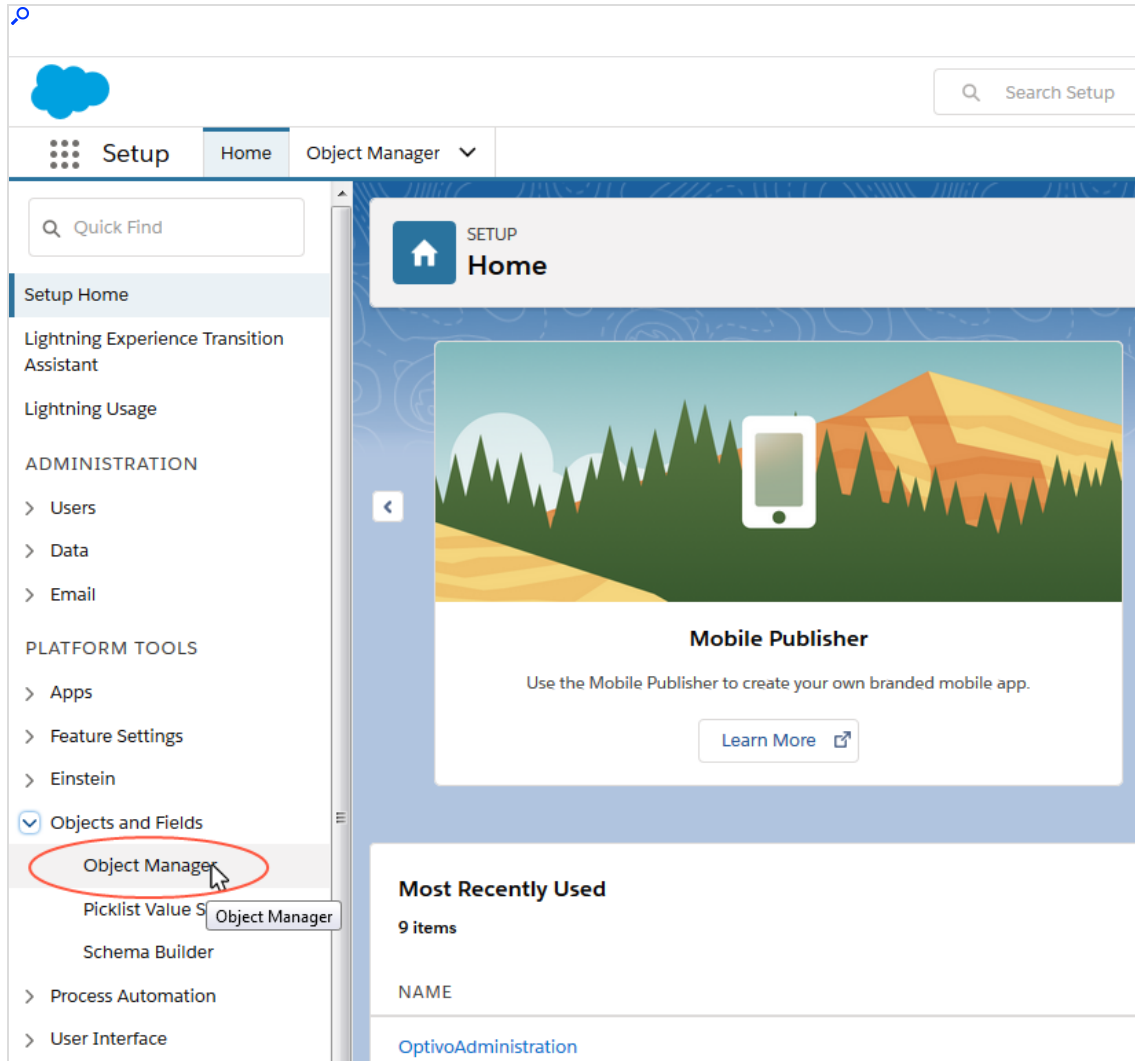 Search Setup
Setup
Home
Object Manager
Quick Find
SETUP
Home
Setup Home
Lightning Experience Transition
Assistant
Lightning Usage
ADMINISTRATION
Users
Data
Email
PLATFORM TOOLS
Apps
Feature Settings
Einstein
Objects and Fields
Object Manager
Picklist Value S
Object Manager
Schema Builder
Process Automation
User Interface
Mobile Publisher
Use the Mobile Publisher to create your own branded mobile app.
Learn More
Most Recently Used
9 items
NAME
OptivoAdministration